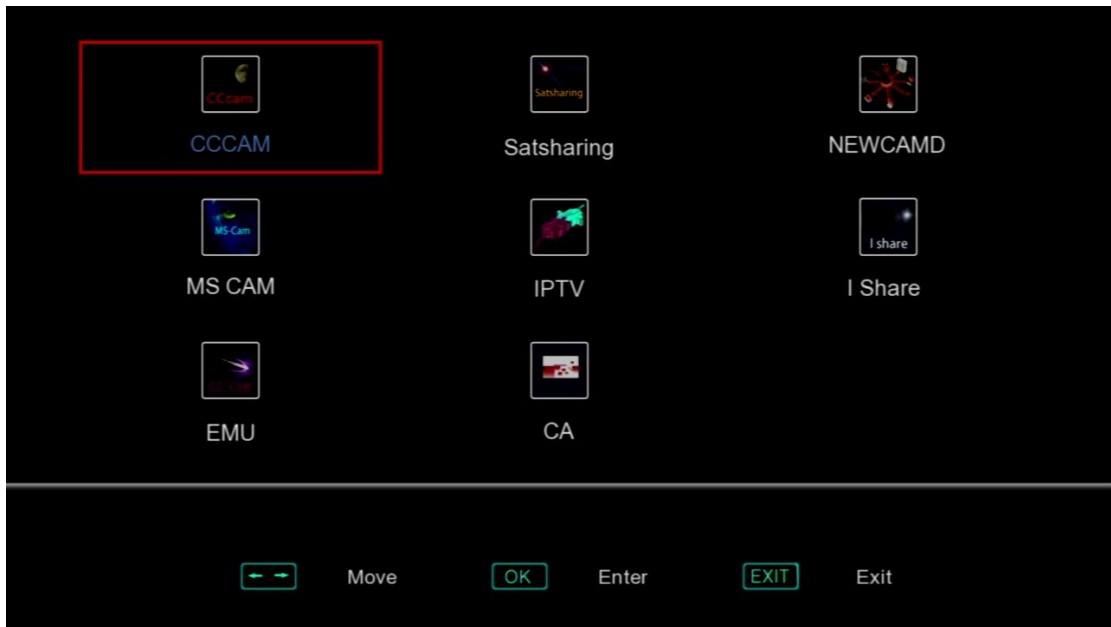 CCcam
Satsharing
CCCAM
Satsharing
NEWCAMD
MS-Cam
I share
MS CAM
IPTV
I Share
EMU
CA
Move
OK
Enter
EXIT
Exit